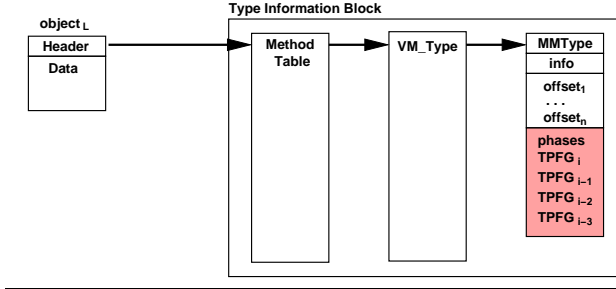 Type Information Block
object L
Header
Data
Method
Table
VM_Type
MMType
info
offset1
. . .
offsetn
phases
TPFG i
TPFG i–1
TPFG i–2
TPFG i–3